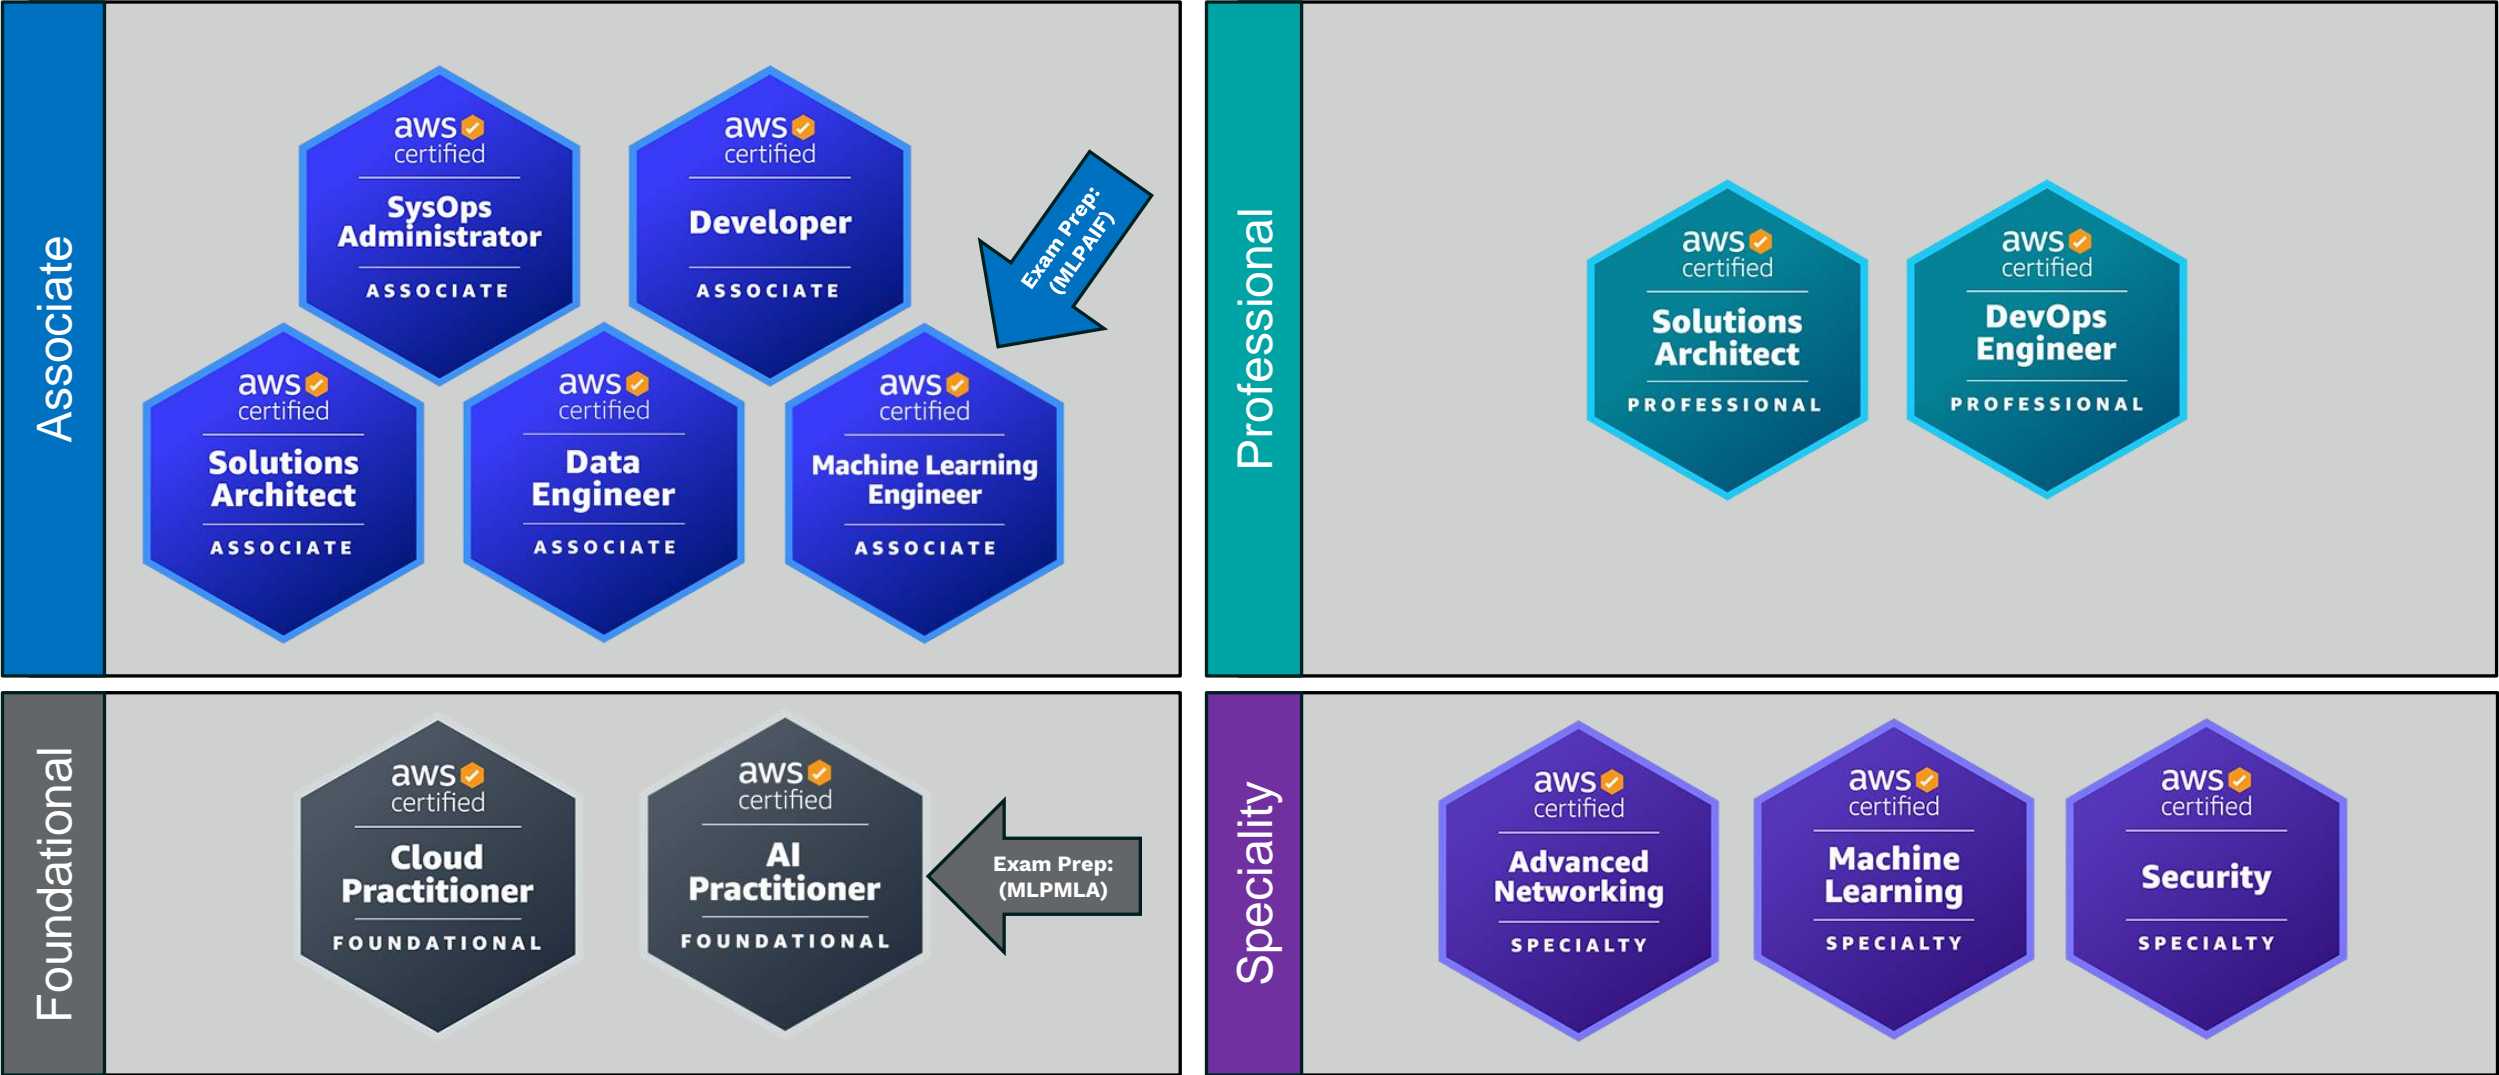 Associate
aws
certified
SysOps
Administrator
ASSOCIATE
aws
certified
Developer
ASSOCIATE
Exam Prep:
(MLPAIF)
aws
certified
Solutions
Architect
ASSOCIATE
aws
certified
Data
Engineer
ASSOCIATE
aws
certified
Machine Learning
Engineer
ASSOCIATE
Professional
aws
certified
Solutions
Architect
PROFESSIONAL
aws
certified
DevOps
Engineer
PROFESSIONAL
Foundational
aws
certified
Cloud
Practitioner
FOUNDATIONAL
aws
certified
AI
Practitioner
FOUNDATIONAL
Exam Prep:
(MLPMLA)
Speciality
aws
certified
Advanced
Networking
SPECIALTY
aws
certified
Machine
Learning
SPECIALTY
aws
certified
Security
SPECIALTY